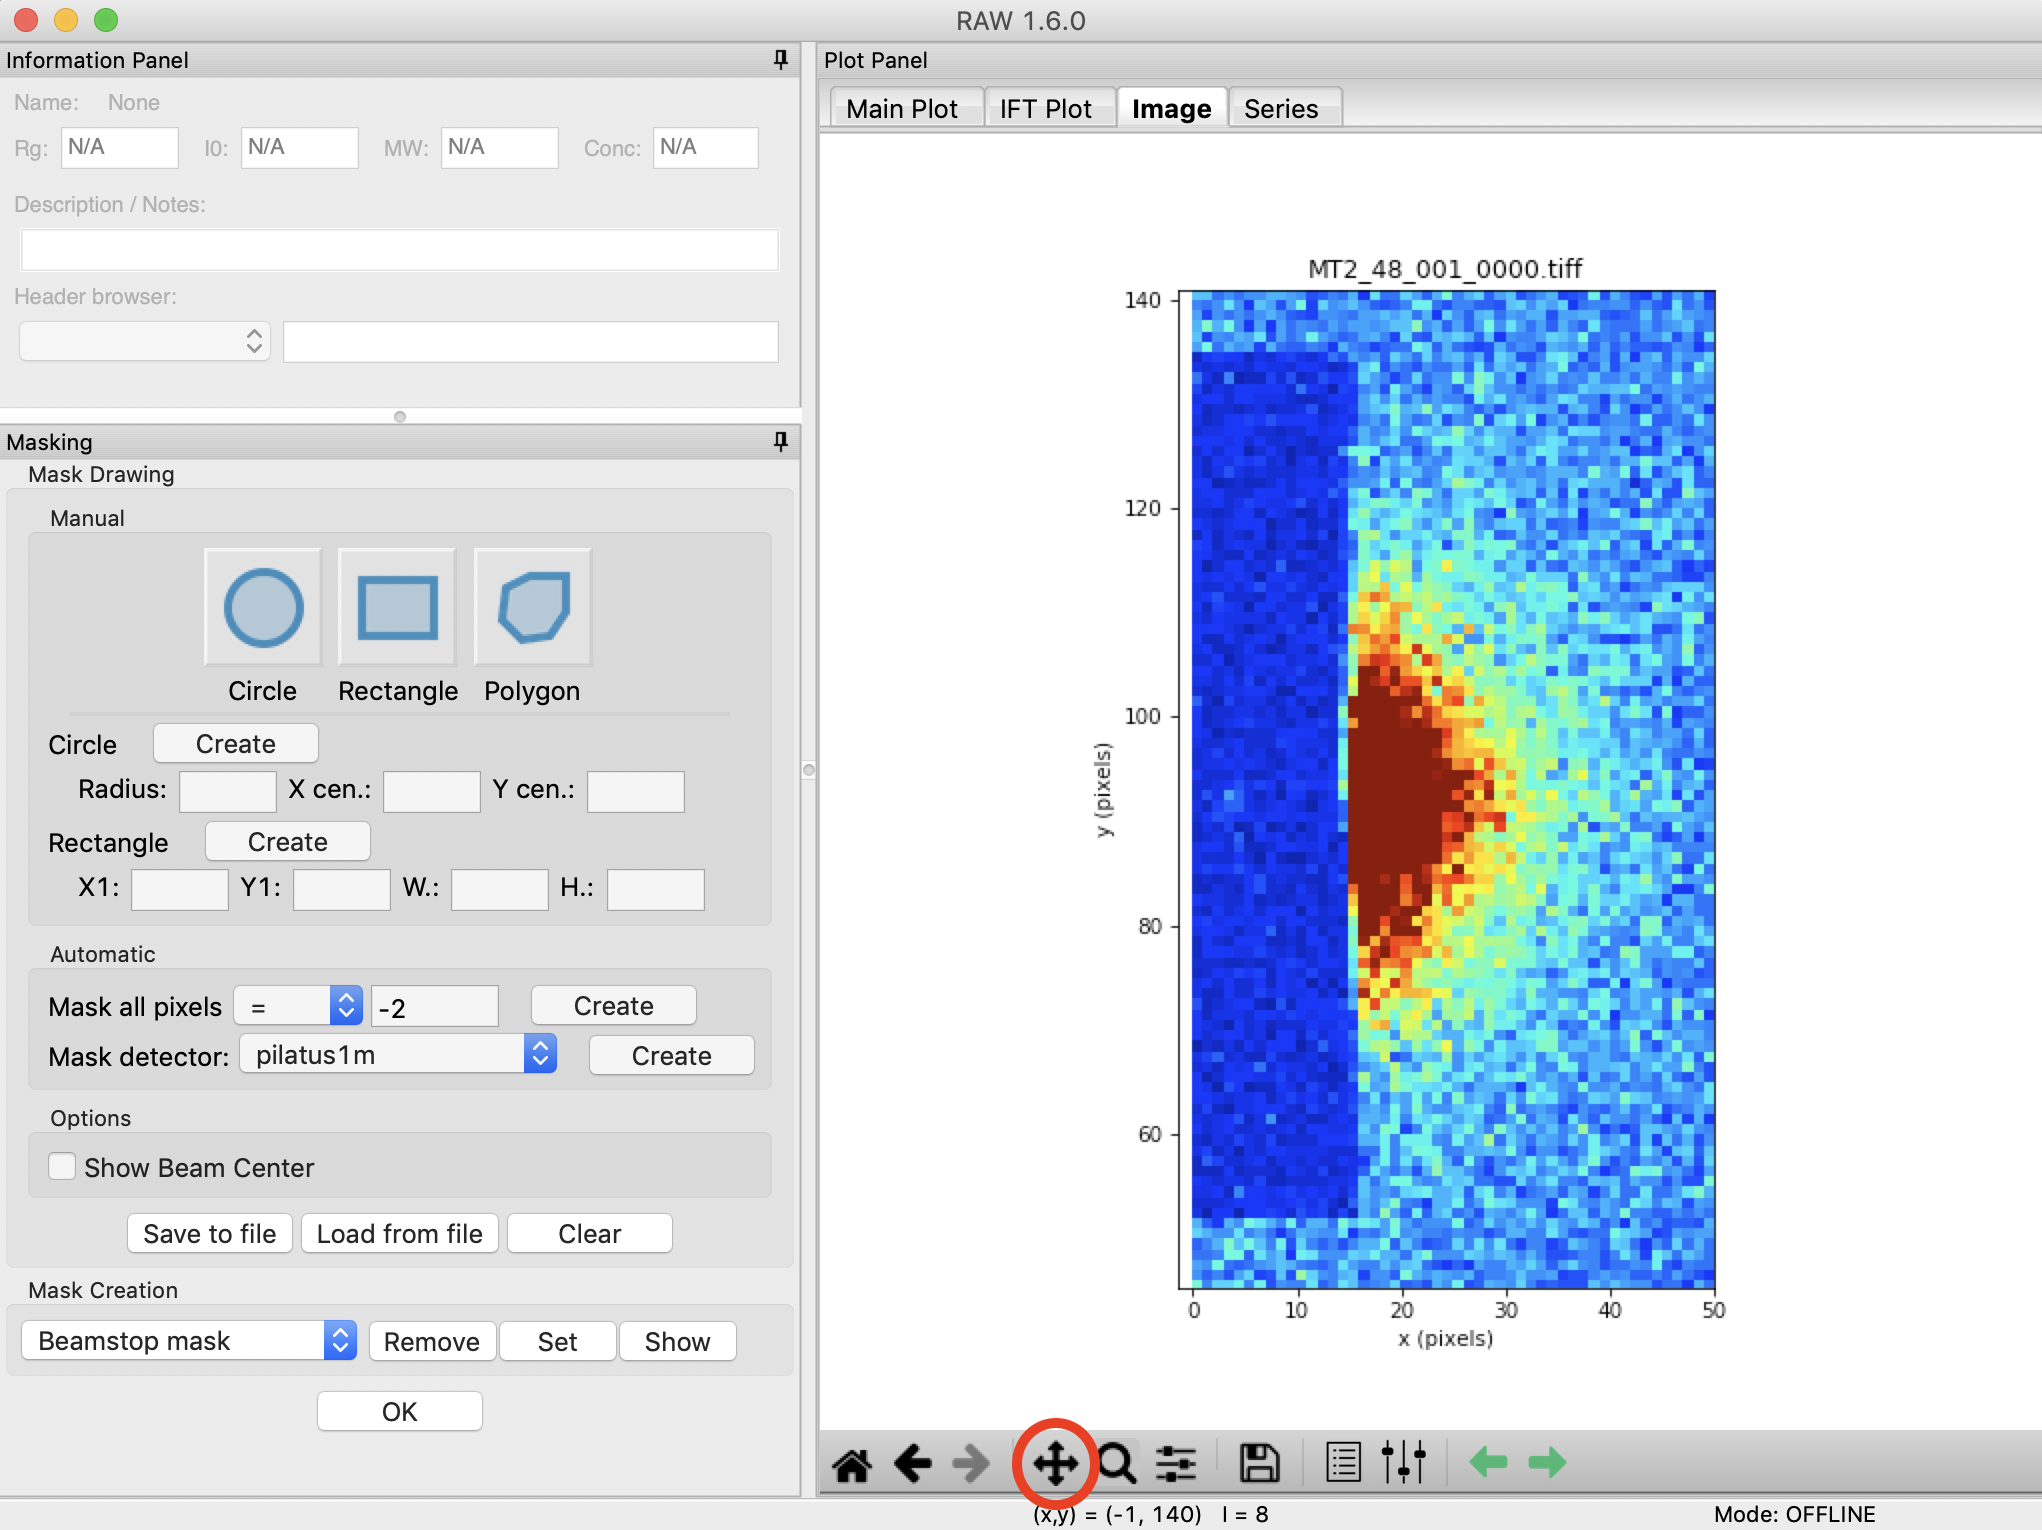 RAW 1.6.0
Information Panel
Name: None
Rg: N/A I0: N/A MW: N/A Conc: N/A
Description / Notes:
Header browser:
Masking
Mask Drawing
Manual
Circle Rectangle Polygon
Circle Create
Radius: X cen.: Y cen.:
Rectangle Create
X1: Y1: W.: H.:
Automatic
Mask all pixels = -2 Create
Mask detector: pilatus1m Create
Options
Show Beam Center
Save to file Load from file Clear
Mask Creation
Beamstop mask Remove Set Show
OK
Plot Panel
Main Plot IFT Plot Image Series
MT2_48_001_0000.tiff
140
120
100
80
60
y (pixels)
0 10 20 30 40 50
x (pixels)
(x,y) = (-1, 140) I = 8
Mode: OFFLINE